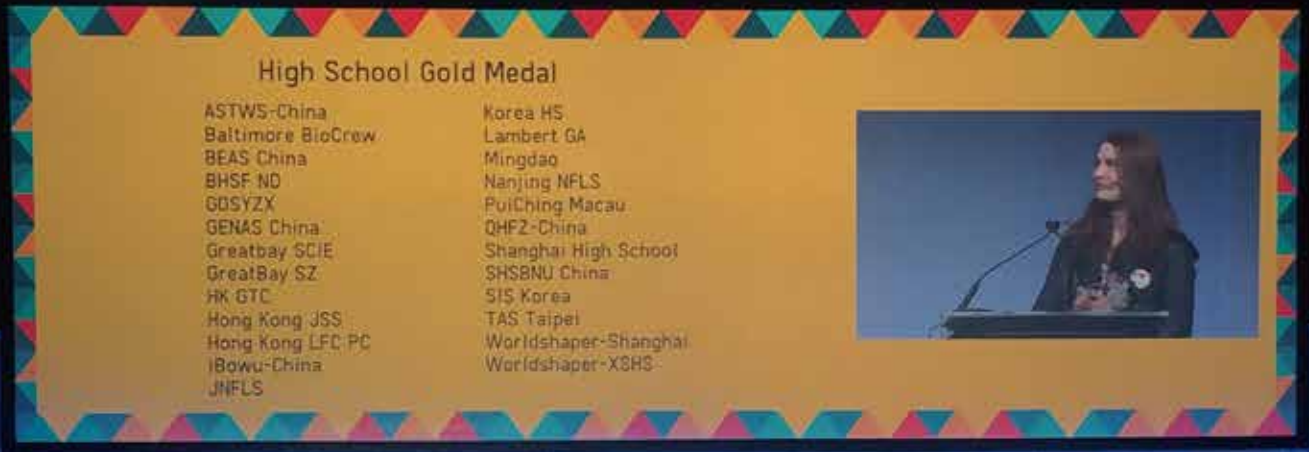 High School Gold Medal
ASTWS-China
Baltimore BioCrew
BEAS China
BHSF ND
GDSYZX
GENAS China
Greatbay SCIE
GreatBay SZ
HK GTC
Hong Kong JSS
Hong Kong LFC PC
iBowu-China
JNFLS
Korea HS
Lambert GA
Mingdao
Nanjing NFLS
PuiChing Macau
QHFZ-China
Shanghai High School
SHSBNU China
SIS Korea
TAS Taipei
Worldshaper-Shanghai
Worldshaper-XSHS